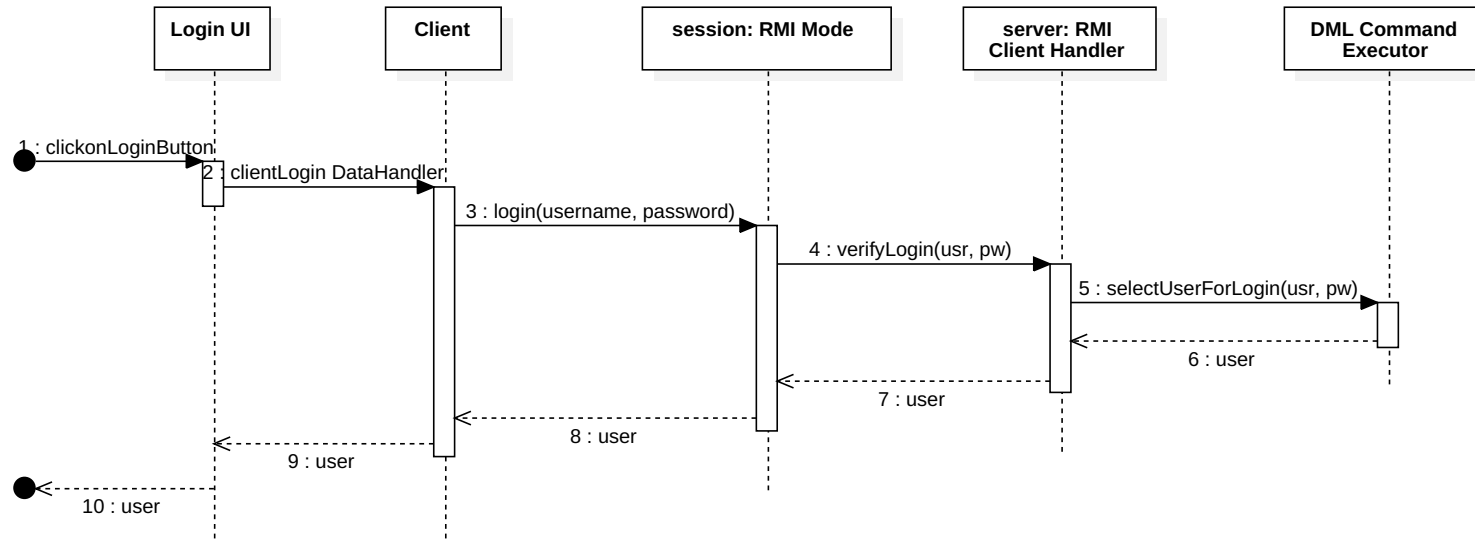 Login UI
Client
session: RMI Mode
server: RMI
Client Handler
DML Command
Executor
1 : clickonLoginButton
2 : clientLogin DataHandler
3 : login(username, password)
4 : verifyLogin(usr, pw)
5 : selectUserForLogin(usr, pw)
6 : user
7 : user
8 : user
9 : user
10 : user